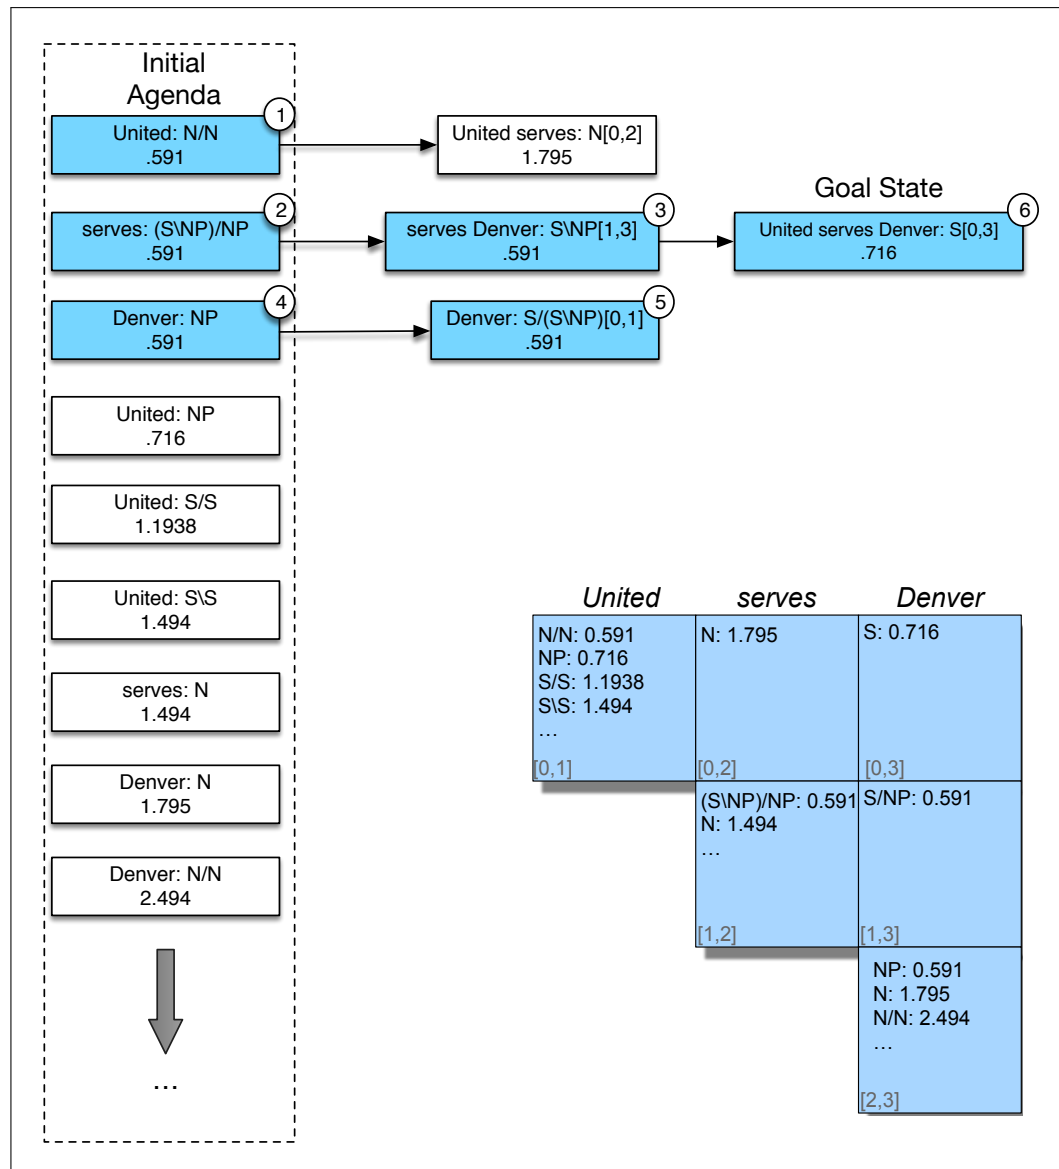 Initial
Agenda
1
United: N/N
.591
United serves: N[0,2]
1.795
Goal State
2
serves: (S\NP)/NP
.591
3
serves Denver: S\NP[1,3]
.591
6
United serves Denver: S[0,3]
.716
4
Denver: NP
.591
5
Denver: S/(S\NP)[0,1]
.591
United: NP
.716
United: S/S
1.1938
United: S\S
1.494
serves: N
1.494
Denver: N
1.795
Denver: N/N
2.494
...
United serves Denver
N/N: 0.591
NP: 0.716
S/S: 1.1938
S\S: 1.494
...
[0,1]
N: 1.795
[0,2]
S: 0.716
[0,3]
(S\NP)/NP: 0.591
N: 1.494
...
[1,2]
S/NP: 0.591
[1,3]
NP: 0.591
N: 1.795
N/N: 2.494
...
[2,3]